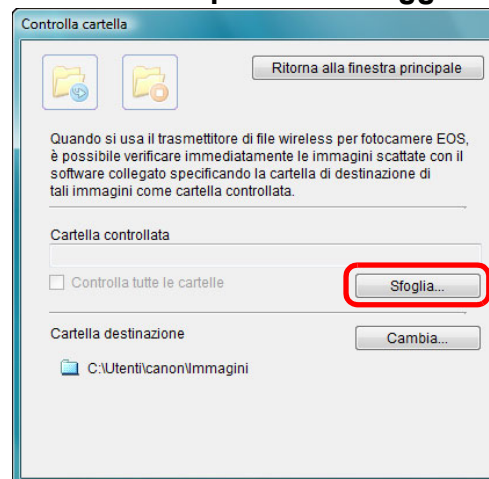 Controlla cartella
Ritorna alla finestra principale
Quando si usa il trasmettitore di file wireless per fotocamere EOS,
è possibile verificare immediatamente le immagini scattate con il
software collegato specificando la cartella di destinazione di
tali immagini come cartella controllata.
Cartella controllata
Controlla tutte le cartelle
Sfoglia...
Cartella destinazione
Cambia...
C:\Utenti\canon\Immagini